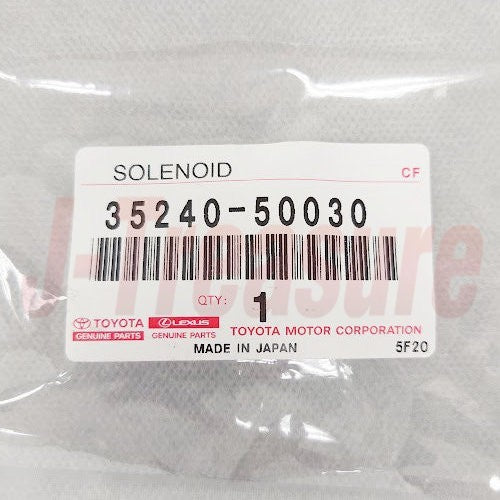 SOLENOID CF
35240-50030
J-Treasure
QTY: 1
TOYOTA LEXUS TOYOTA MOTOR CORPORATION
GENUINE PARTS GENUINE PARTS
MADE IN JAPAN 5F20